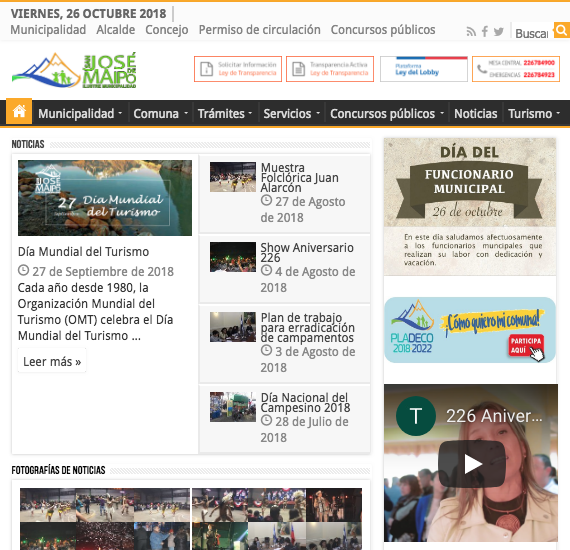 VIERNES, 26 OCTUBRE 2018
Municipalidad Alcalde Concejo Permiso de circulación Concursos públicos
Buscar
SAN JOSÉ
DE MAIPO
ILUSTRE MUNICIPALIDAD
Solicitar Información
Ley de Transparencia
Transparencia Activa
Ley de Transparencia
Plataforma
Ley del Lobby
MESA CENTRAL 226784900
EMERGENCIAS 226784923
Municipalidad Comuna Trámites Servicios Concursos públicos Noticias Turismo
NOTICIAS
27 Día Mundial
del Turismo
Día Mundial del Turismo
27 de Septiembre de 2018
Cada año desde 1980, la
Organización Mundial del
Turismo (OMT) celebra el Día
Mundial del Turismo ...
Leer más »
Muestra
Folclórica Juan
Alarcón
27 de Agosto
de 2018
Show Aniversario
226
4 de Agosto de
2018
Plan de trabajo
para erradicación
de campamentos
3 de Agosto de
2018
Día Nacional del
Campesino 2018
28 de Julio de
2018
FOTOGRAFÍAS DE NOTICIAS
DÍA DEL
FUNCIONARIO
MUNICIPAL
26 de octubre
En este día saludamos afectuosamente
a los funcionarios muncipales que
realizan su labor con dedicación y
vacación.
PLADECO
2018 2022
¡Cómo quiero mi comuna!
PARTICIPA
AQUÍ
T 226 Aniver...